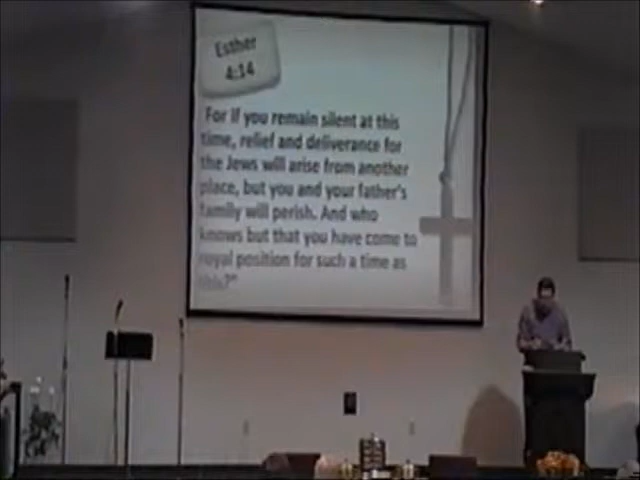 Esther
4:14
For if you remain silent at this
time, relief and deliverance for
the Jews will arise from another
place, but you and your father's
family will perish. And who
knows but that you have come to
royal position for such a time as
this?"